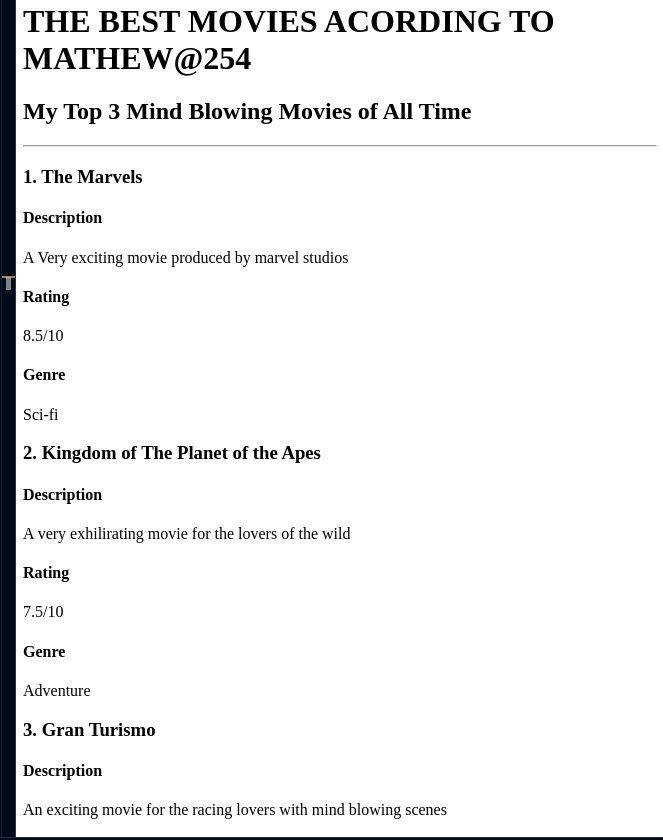 THE BEST MOVIES ACORDING TO
MATHEW@254
My Top 3 Mind Blowing Movies of All Time
1. The Marvels
Description
A Very exciting movie produced by marvel studios
Rating
8.5/10
Genre
Sci-fi
2. Kingdom of The Planet of the Apes
Description
A very exhilirating movie for the lovers of the wild
Rating
7.5/10
Genre
Adventure
3. Gran Turismo
Description
An exciting movie for the racing lovers with mind blowing scenes